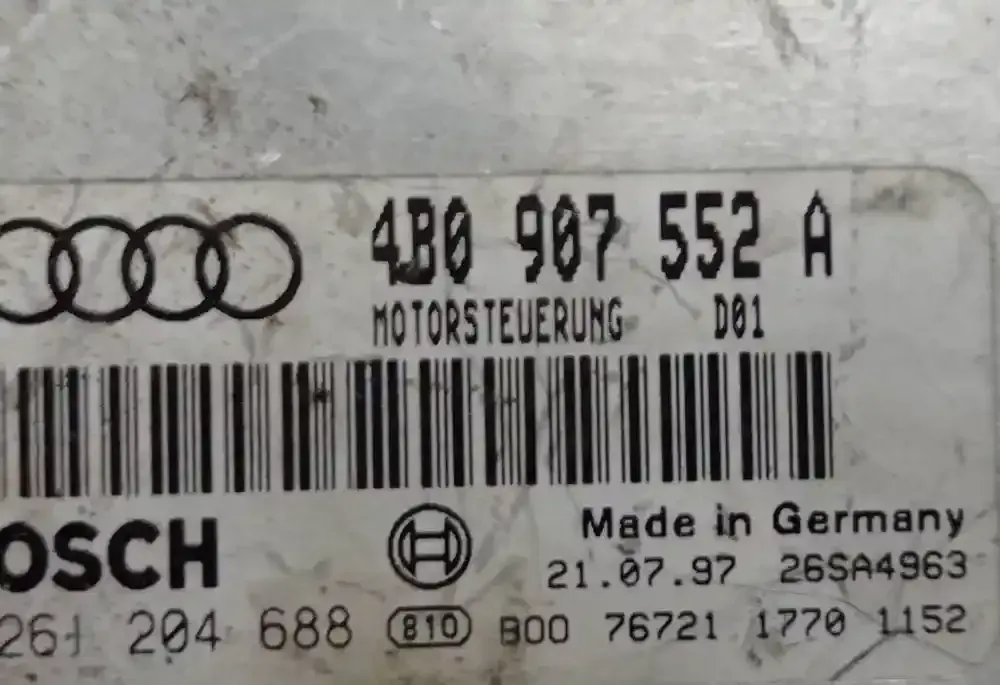 4B0 907 552 A
MOTORSTEUERUNG D01
OSCH
Made in Germany
21.07.97 26SA4963
261 204 688 810 B00 76721 1770 1152